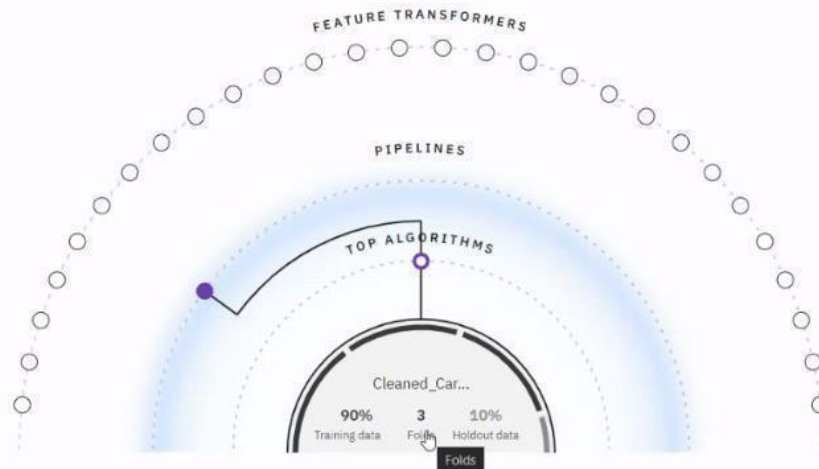 FEATURE TRANSFORMERS
PIPELINES
TOP ALGORITHMS
Cleaned_Car...
90% 3 10%
Training data Folds Holdout data
Folds